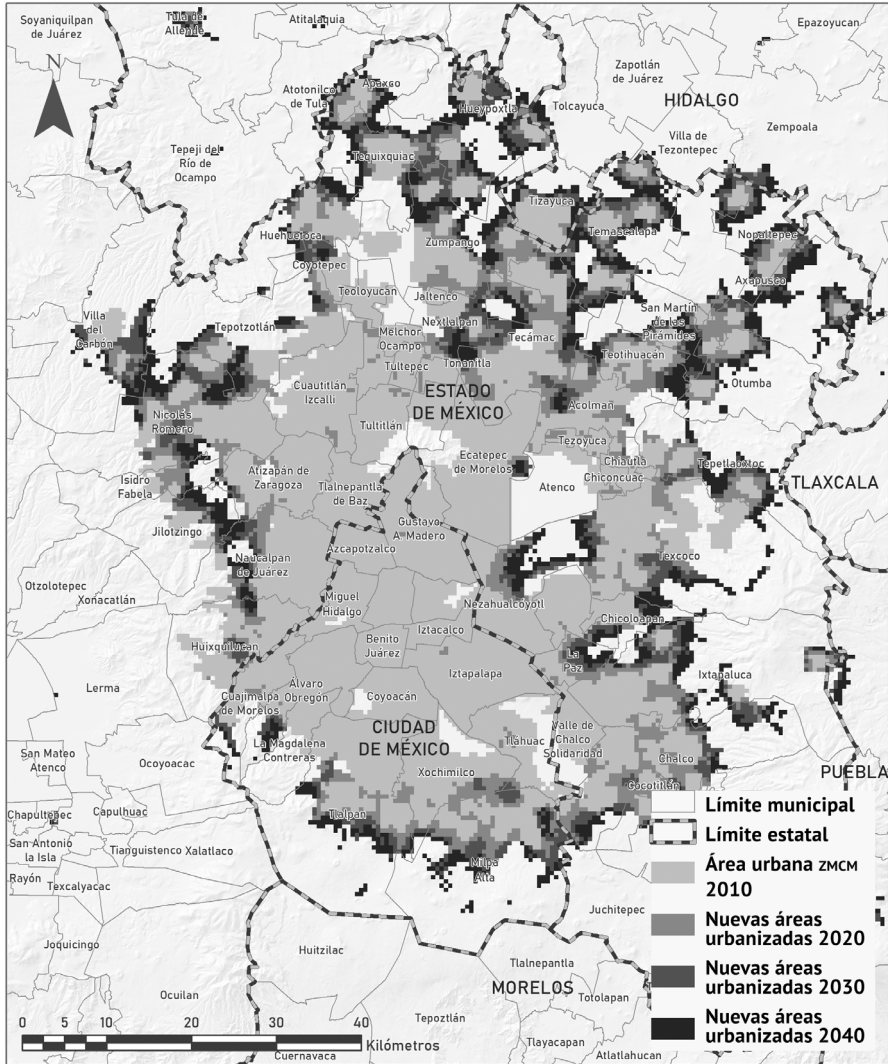 Soyaniquilpan
de Juárez
Tula de
Allende
Atitalaquia
Epazoyucan
N
Atotonilco
de Tula
Apaxco
Hueypoxtla
Tolcayuca
Zapotlán
de Juárez
HIDALGO
Villa de
Tezontepec
Zempoala
Tepeji del
Río de
Ocampo
Tequixquiac
Tizayuca
Temascalapa
Nopaltepec
Huehuetoca
Zumpango
Coyotepec
Axapusco
Teoloyucan
Jaltenco
San Martín
de las
Pirámides
Villa
del
Carbón
Tepotzotlán
Nextlalpan
Melchor
Ocampo
Tecámac
Teotihuacán
Tultepec
Tonanitla
Otumba
Cuautitlán
Izcalli
ESTADO
DE MÉXICO
Acolman
Nicolás
Romero
Tultitlán
Tezoyuca
Ecatepec
de Morelos
Chiautla
Tepetlaoxtoc
Isidro
Fabela
Atizapán de
Zaragoza
Tlalnepantla
de Baz
Atenco
Chiconcuac
TLAXCALA
Jilotzingo
Gustavo
A. Madero
Naucalpan
de Juárez
Azcapotzalco
Texcoco
Otzolotepec
Xonacatlán
Miguel
Hidalgo
Nezahualcóyotl
Chicoloapan
Iztacalco
Huixquilucan
Benito
Juárez
La
Paz
Iztapalapa
Ixtapaluca
Lerma
Álvaro
Obregón
Cuajimalpa
de Morelos
Coyoacán
CIUDAD
DE MÉXICO
La Magdalena
Contreras
Tláhuac
Valle de
Chalco
Solidaridad
San Mateo
Atenco
Ocoyoacac
Chalco
Xochimilco
PUEBLA
Cocotitlán
Chapultepec
Capulhuac
Tlalpan
San Antonio
la Isla
Tianguistenco
Xalatlaco
Rayón
Texcalyacac
Milpa
Alta
Juchitepec
Joquicingo
Huitzilac
Tlalnepantla
Ocuilan
MORELOS
Totolapan
Tepoztlán
Tlayacapan
Atlatlahucan
Cuernavaca
Límite municipal
Límite estatal
Área urbana ZMCM
2010
Nuevas áreas
urbanizadas 2020
Nuevas áreas
urbanizadas 2030
Nuevas áreas
urbanizadas 2040
0 5 10 20 30 40
Kilómetros